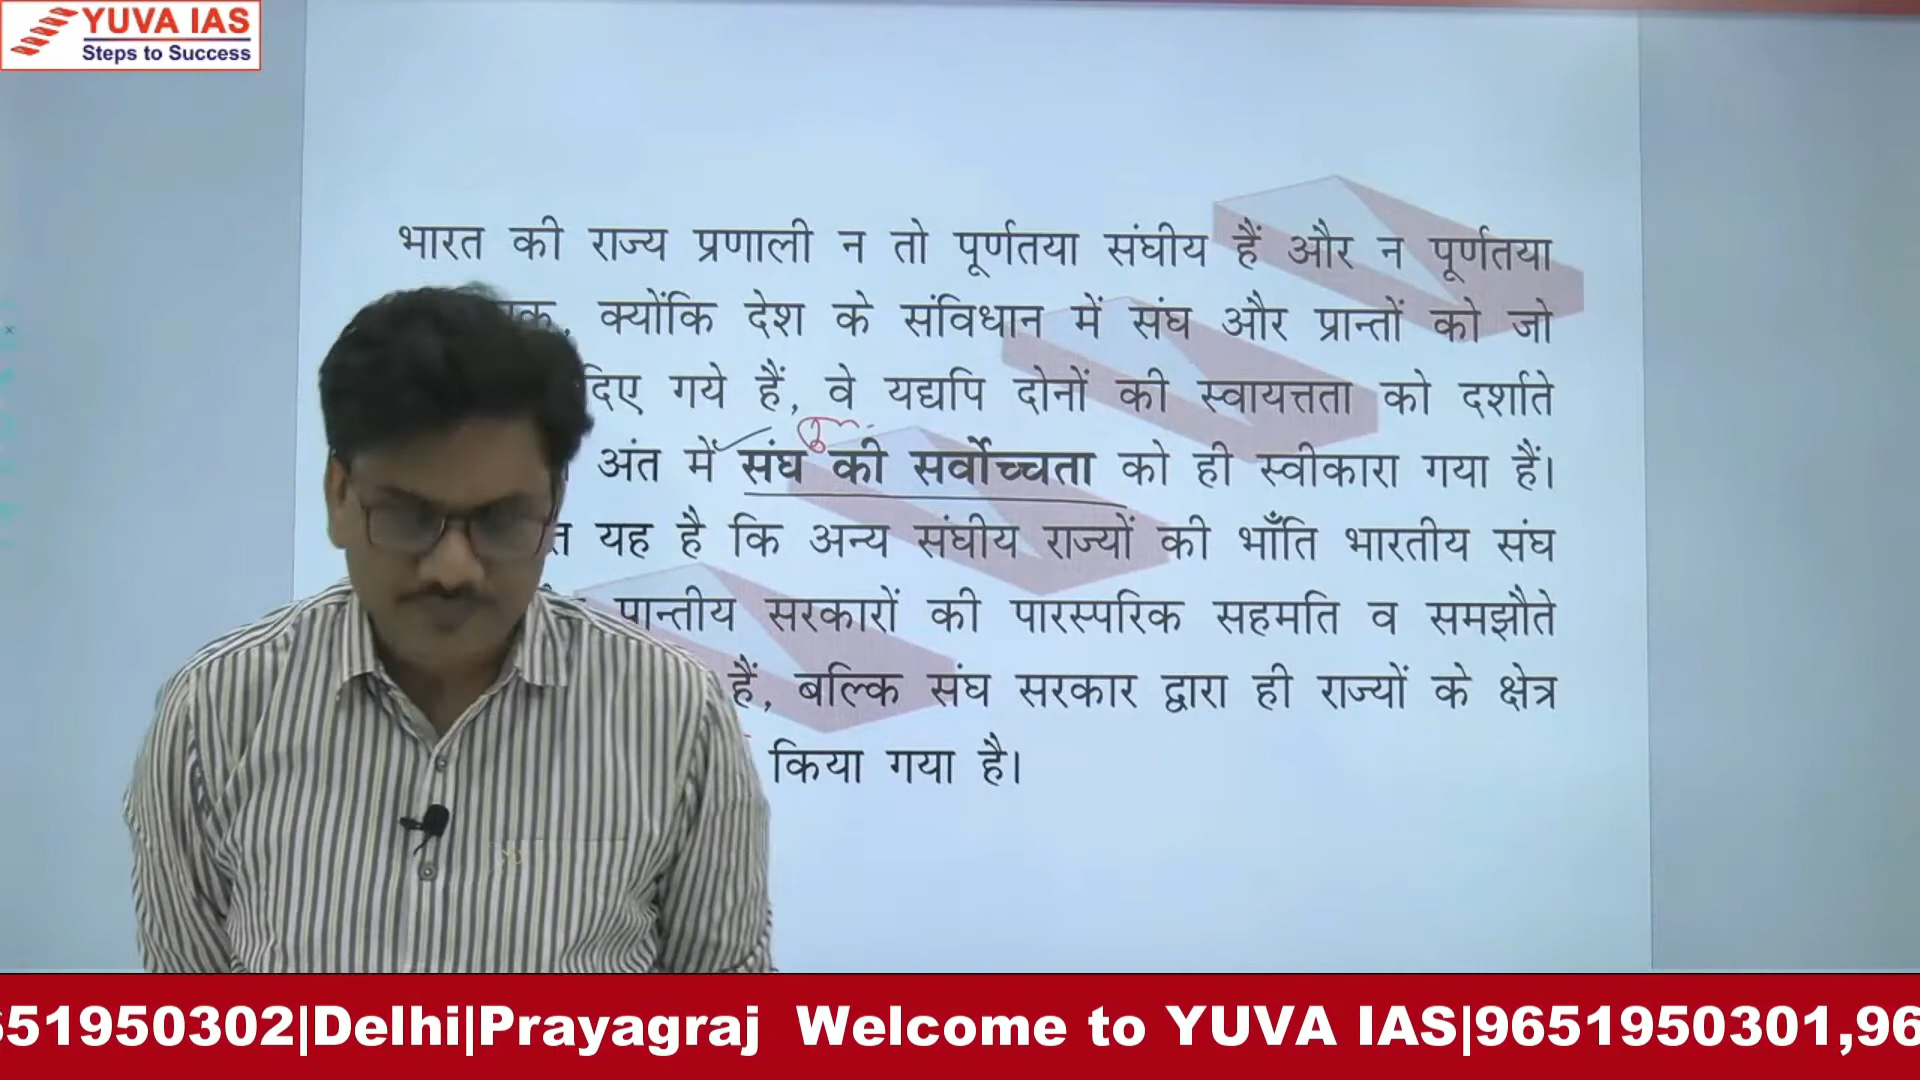 YUVA IAS
Steps to Success
भारत की राज्य प्रणाली न तो पूर्णतया संघीय हैं और न पूर्णतया
क्योंकि देश के संविधान में संघ और प्रान्तों को जो
दिए गये हैं, वे यद्यपि दोनों की स्वायत्तता को दर्शाते
अंत में संघ की सर्वोच्चता को ही स्वीकारा गया हैं।
यह है कि अन्य संघीय राज्यों की भाँति भारतीय संघ
प्रान्तीय सरकारों की पारस्परिक सहमति व समझौते
हैं, बल्कि संघ सरकार द्वारा ही राज्यों के क्षेत्र
किया गया है।
51950302|Delhi|Prayagraj Welcome to YUVA IAS|9651950301,96